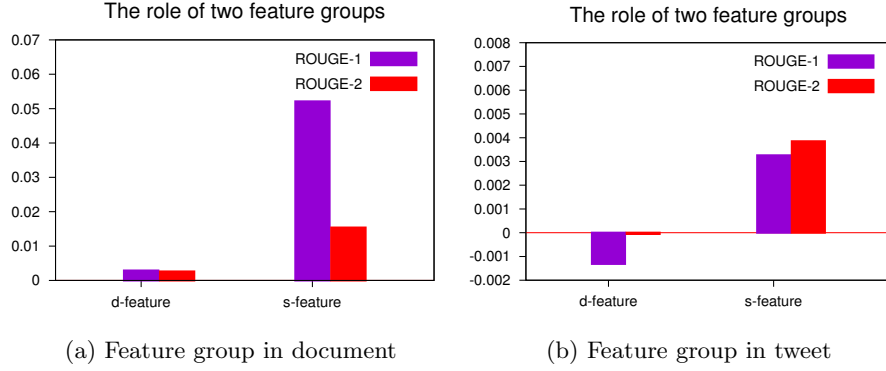 The role of two feature groups
0.07
0.06
0.05
0.04
0.03
0.02
0.01
0
ROUGE-1
ROUGE-2
d-feature s-feature
(a) Feature group in document
The role of two feature groups
0.008
0.007
0.006
0.005
0.004
0.003
0.002
0.001
0
-0.001
-0.002
ROUGE-1
ROUGE-2
d-feature s-feature
(b) Feature group in tweet